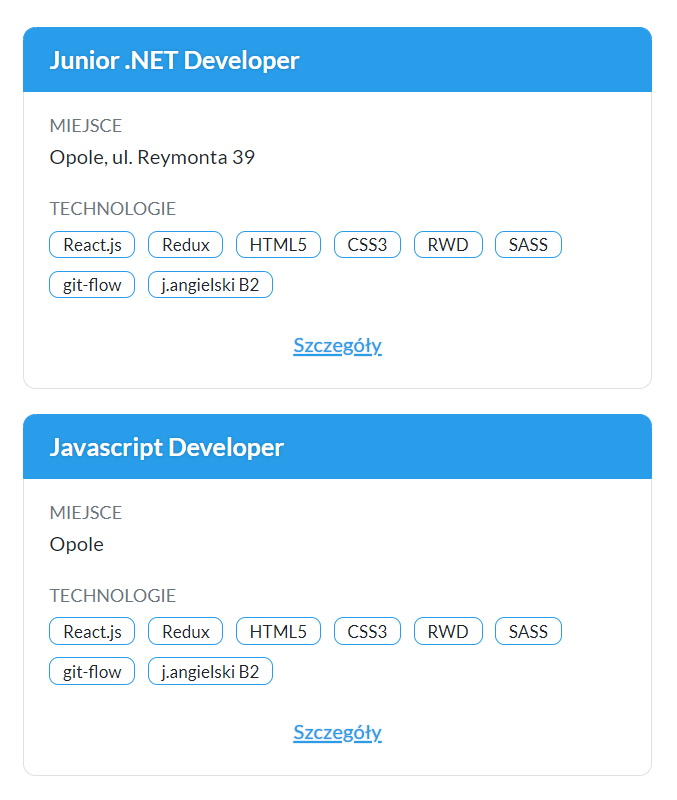 Junior .NET Developer
MIEJSCE
Opole, ul. Reymonta 39
TECHNOLOGIE
React.js Redux HTML5 CSS3 RWD SASS
git-flow j.angielski B2
Szczegóły
Javascript Developer
MIEJSCE
Opole
TECHNOLOGIE
React.js Redux HTML5 CSS3 RWD SASS
git-flow j.angielski B2
Szczegóły